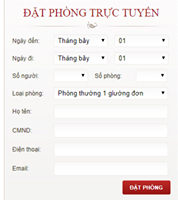 ĐẶT PHÒNG TRỰC TUYẾN
Ngày đến: Tháng bảy 01
Ngày đi: Tháng bảy 01
Số người: Số phòng:
Loại phòng: Phòng thường 1 giường đơn
Họ tên:
CMND:
Điện thoại:
Email:
ĐẶT PHÒNG